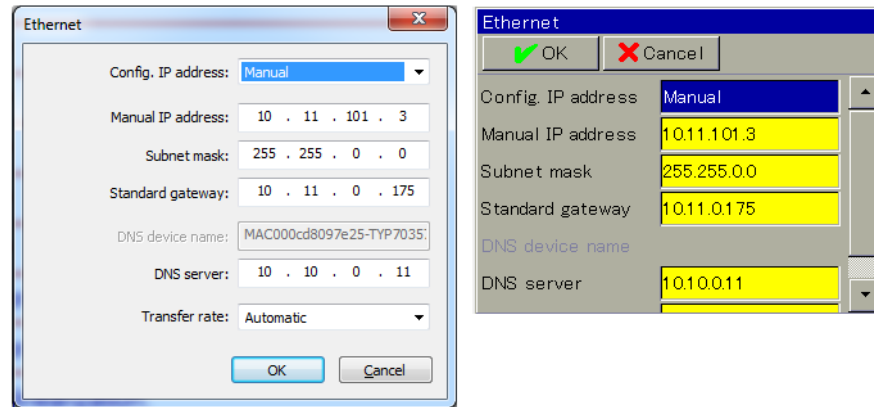 Ethernet
Config. IP address: Manual
Manual IP address: 10 . 11 . 101 . 3
Subnet mask: 255 . 255 . 0 . 0
Standard gateway: 10 . 11 . 0 . 175
DNS device name: MAC000cd8097e25-TYP70357
DNS server: 10 . 10 . 0 . 11
Transfer rate: Automatic
OK Cancel
Ethernet
OK Cancel
Config. IP address Manual
Manual IP address 10.11.101.3
Subnet mask 255.255.0.0
Standard gateway 10.11.0.175
DNS device name
DNS server 10.10.0.11